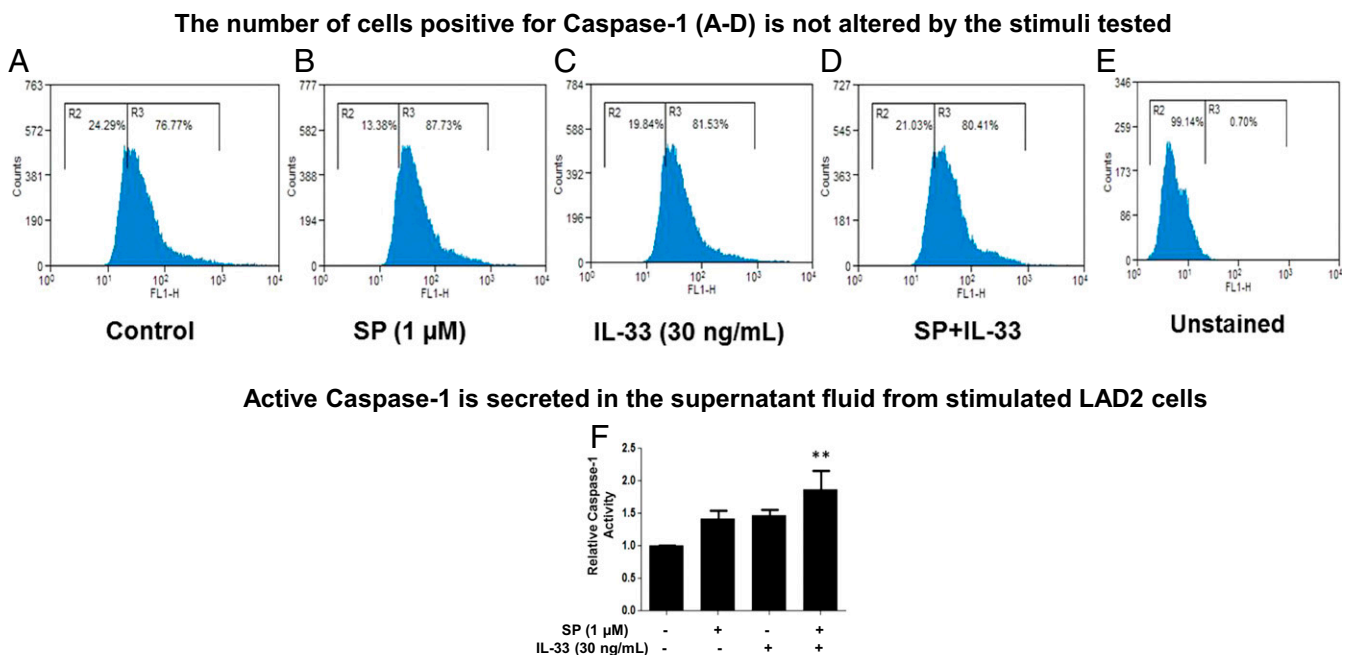 The number of cells positive for Caspase-1 (A-D) is not altered by the stimuli tested
A
763
572
381
190
0
Counts
R2
24.29%
R3
76.77%
10⁰ 10¹ 10² 10³ 10⁴
FL1-H
Control
B
777
582
388
194
0
Counts
R2
13.38%
R3
87.73%
10⁰ 10¹ 10² 10³ 10⁴
FL1-H
SP (1 µM)
C
784
588
392
196
0
Counts
R2
19.84%
R3
81.53%
10⁰ 10¹ 10² 10³ 10⁴
FL1-H
IL-33 (30 ng/mL)
D
727
545
363
181
0
Counts
R2
21.03%
R3
80.41%
10⁰ 10¹ 10² 10³ 10⁴
FL1-H
SP+IL-33
E
346
259
173
86
0
Counts
R2
99.14%
R3
0.70%
10⁰ 10¹ 10² 10³ 10⁴
FL1-H
Unstained
Active Caspase-1 is secreted in the supernatant fluid from stimulated LAD2 cells
F
Relative Caspase-1
Activity
2.5
2.0
1.5
1.0
0.5
0.0
**
SP (1 µM) - + - +
IL-33 (30 ng/mL) - - + +